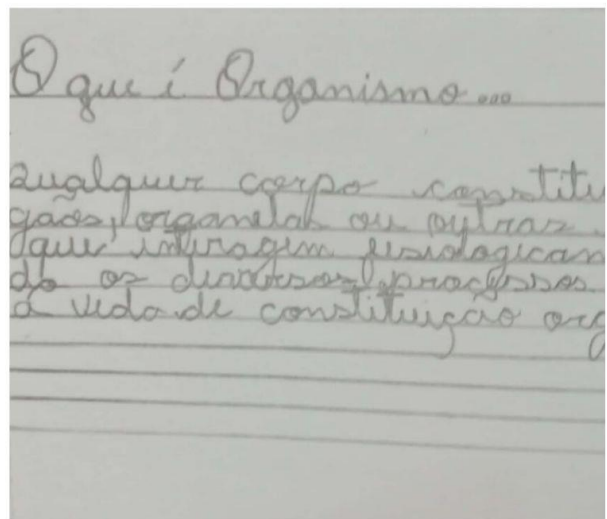 O que é Organismo...
qualquer corpo constitu
gãos, organelas ou outras
que interagem fisiologican
do os diversos processos
á vida de constituição org